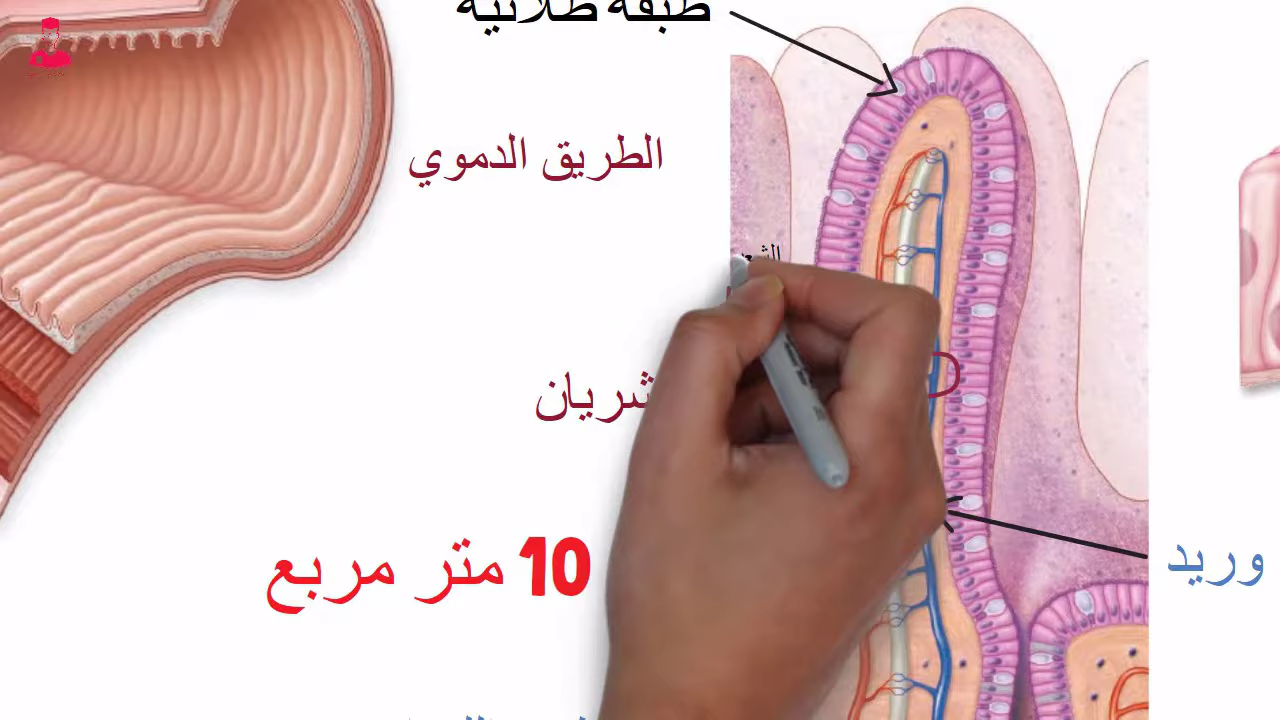 طبقة طلائية
الطريق الدموي
شريان
10 متر مربع
وريد